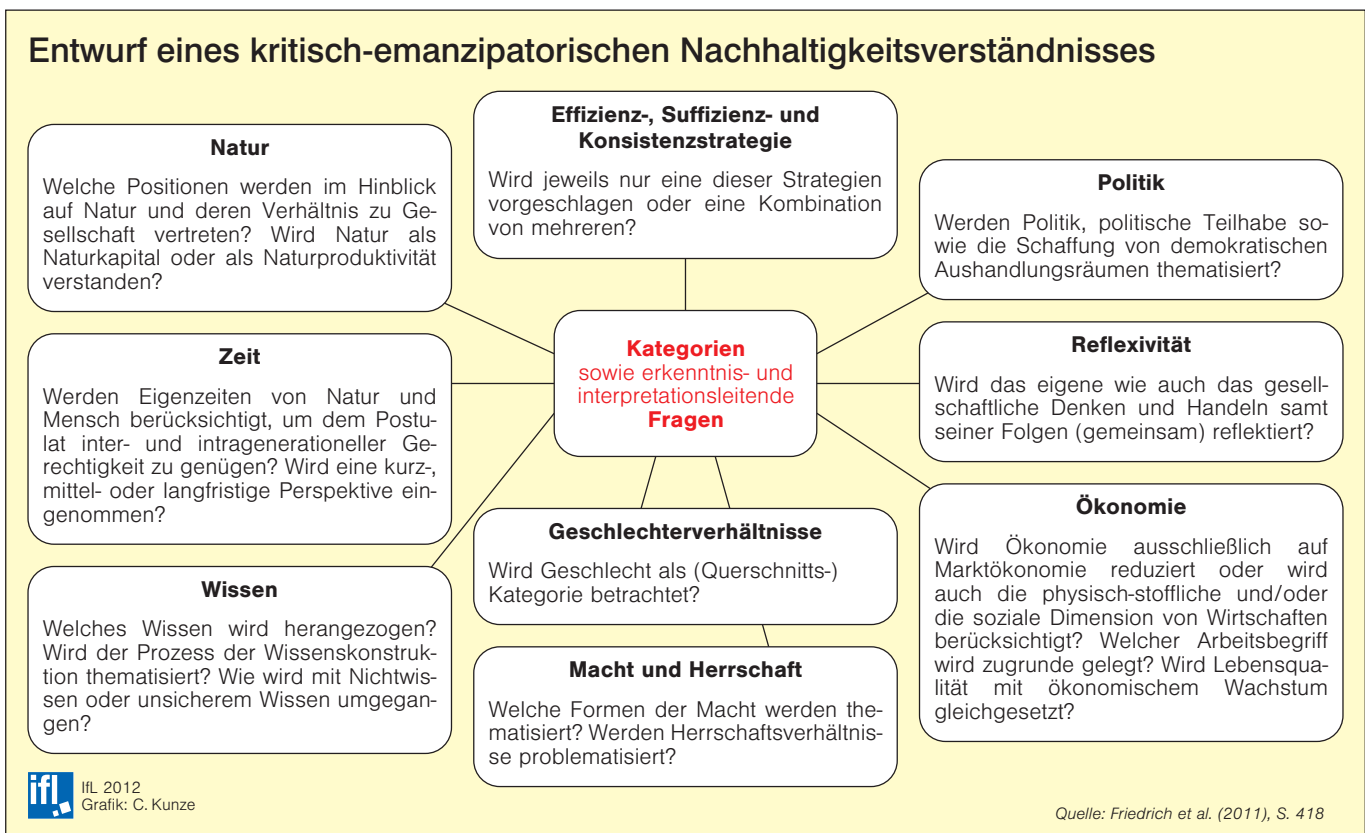 Entwurf eines kritisch-emanzipatorischen Nachhaltigkeitsverständnisses
Natur
Welche Positionen werden im Hinblick
auf Natur und deren Verhältnis zu Ge-
sellschaft vertreten? Wird Natur als
Naturkapital oder als Naturproduktivität
verstanden?
Effizienz-, Suffizienz- und
Konsistenzstrategie
Wird jeweils nur eine dieser Strategien
vorgeschlagen oder eine Kombination
von mehreren?
Politik
Werden Politik, politische Teilhabe so-
wie die Schaffung von demokratischen
Aushandlungsräumen thematisiert?
Zeit
Werden Eigenzeiten von Natur und
Mensch berücksichtigt, um dem Postu-
lat inter- und intragenerationeller Ge-
rechtigkeit zu genügen? Wird eine kurz-,
mittel- oder langfristige Perspektive ein-
genommen?
Kategorien
sowie erkenntnis- und
interpretationsleitende
Fragen
Reflexivität
Wird das eigene wie auch das gesell-
schaftliche Denken und Handeln samt
seiner Folgen (gemeinsam) reflektiert?
Wissen
Welches Wissen wird herangezogen?
Wird der Prozess der Wissenskonstruk-
tion thematisiert? Wie wird mit Nichtwis-
sen oder unsicherem Wissen umgegan-
gen?
Geschlechterverhältnisse
Wird Geschlecht als (Querschnitts-)
Kategorie betrachtet?
Macht und Herrschaft
Welche Formen der Macht werden the-
matisiert? Werden Herrschaftsverhältnis-
se problematisiert?
Ökonomie
Wird Ökonomie ausschließlich auf
Marktökonomie reduziert oder wird
auch die physisch-stoffliche und/oder
die soziale Dimension von Wirtschaften
berücksichtigt? Welcher Arbeitsbegriff
wird zugrunde gelegt? Wird Lebensqua-
lität mit ökonomischem Wachstum
gleichgesetzt?
ifl
IfL 2012
Grafik: C. Kunze
Quelle: Friedrich et al. (2011), S. 418